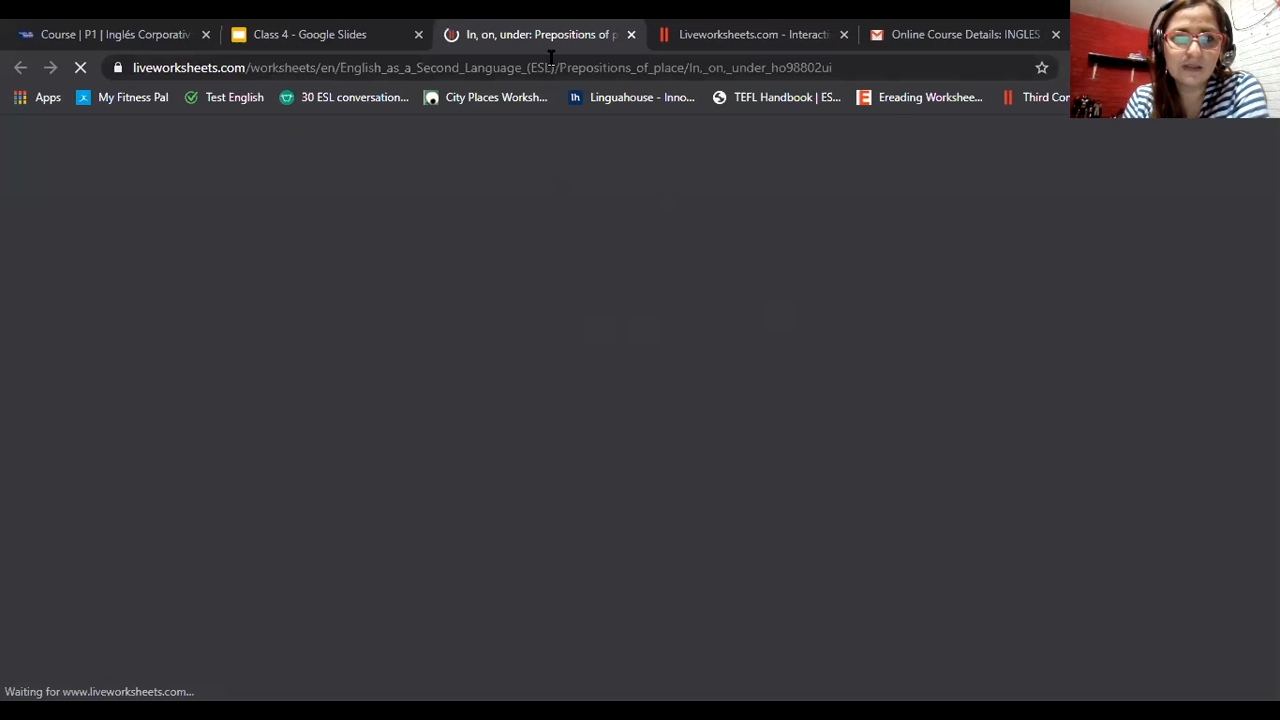 Course | P1 | Inglés Corporativ
Class 4 - Google Slides
In, on, under: Prepositions of p
Liveworksheets.com - Interacti
Online Course Details: INGLES
liveworksheets.com/worksheets/en/English_as_a_Second_Language_(ESL)/Prepositions_of_place/In,_on,_under_ho98802ui
Apps
My Fitness Pal
Test English
30 ESL conversation...
City Places Worksh...
Linguahouse - Inno...
TEFL Handbook | ES...
Ereading Workshee...
Third Con
Waiting for www.liveworksheets.com...